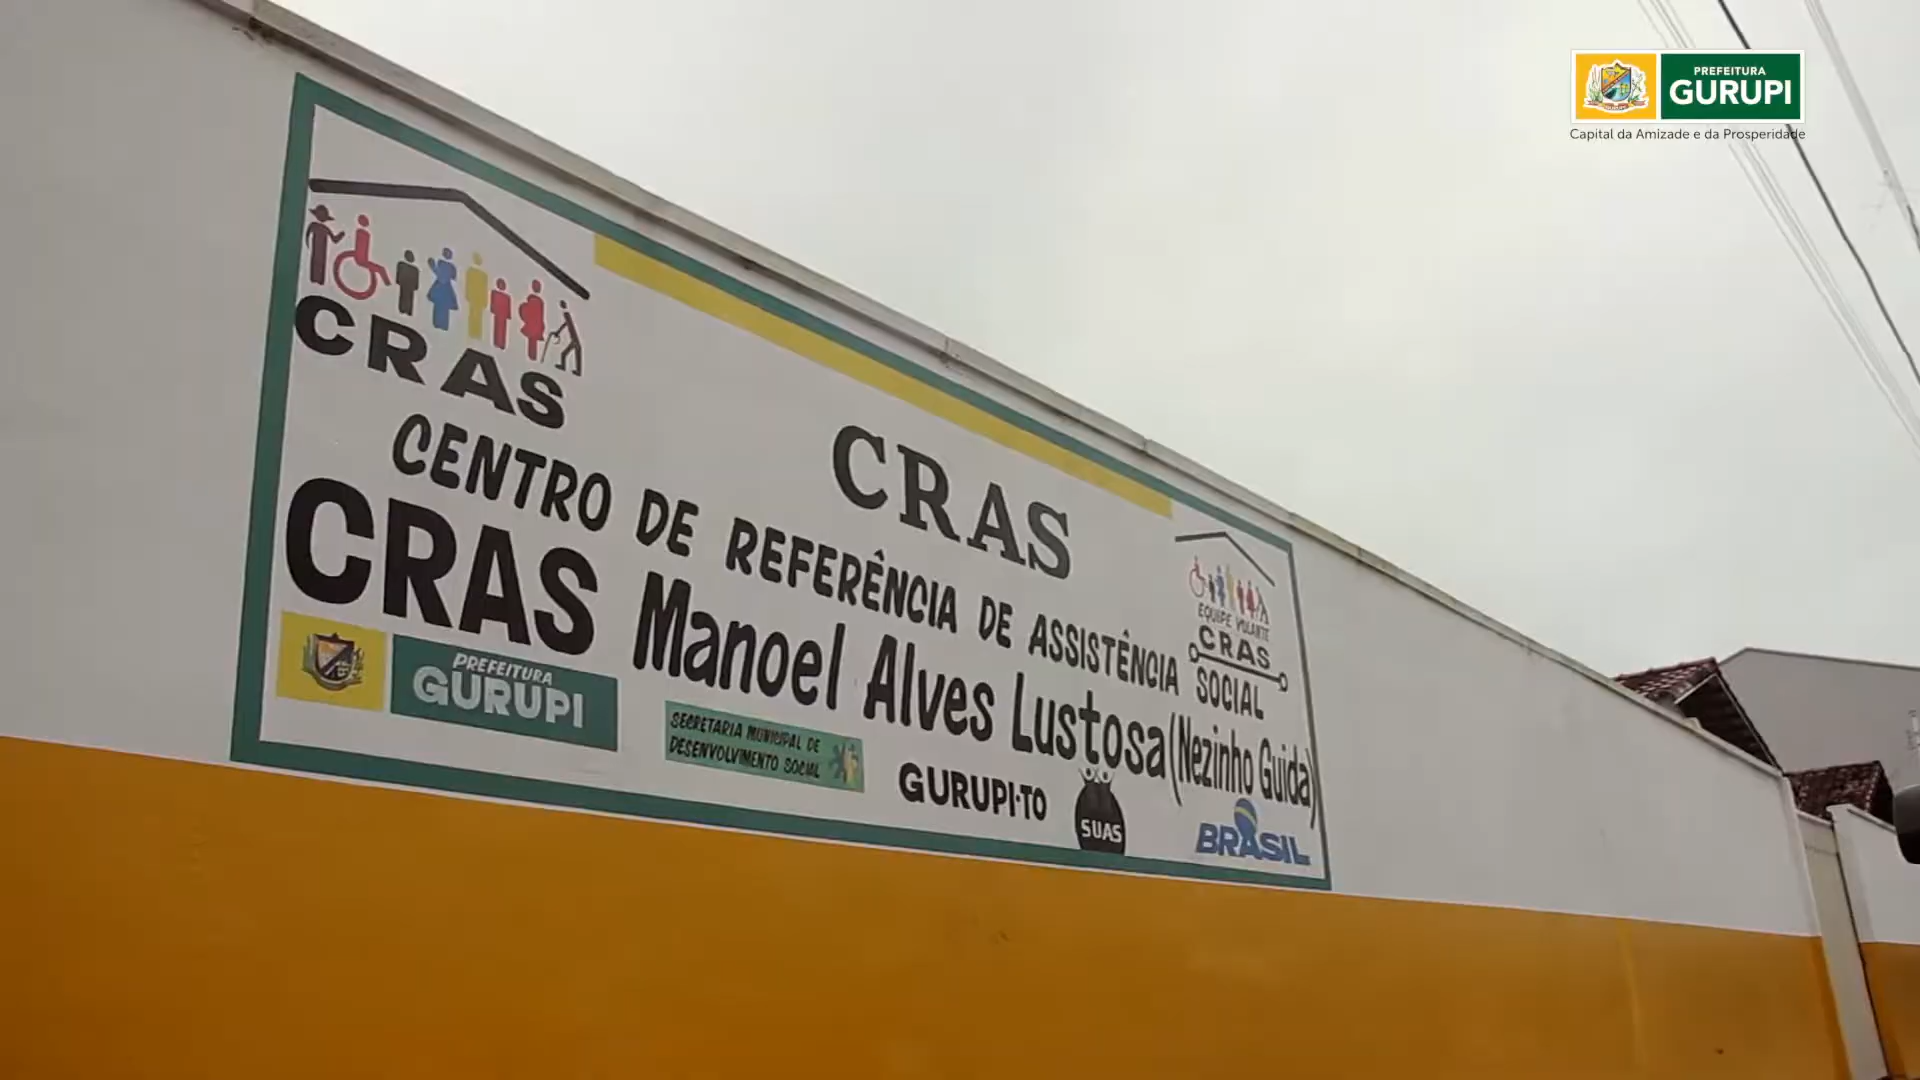 PREFEITURA
GURUPI
Capital da Amizade e da Prosperidade
CRAS
CRAS
CENTRO DE REFERÊNCIA DE ASSISTÊNCIA SOCIAL
EQUIPE VOLANTE
CRAS
CRAS Manoel Alves Lustosa (Nezinho Guida)
PREFEITURA
GURUPI
SECRETARIA MUNICIPAL DE
DESENVOLVIMENTO SOCIAL
GURUPI-TO
SUAS
BRASIL